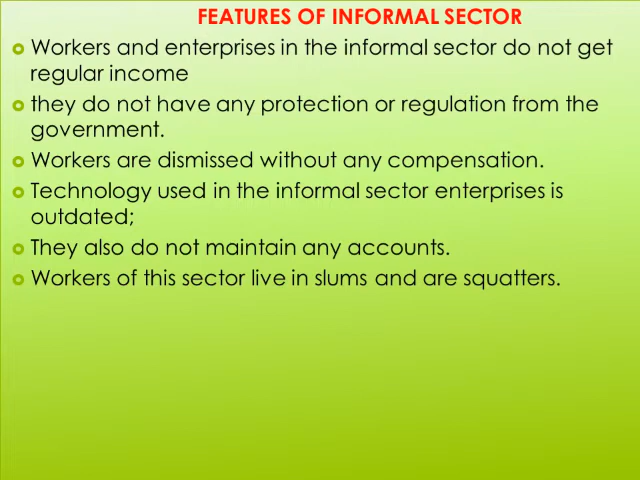 FEATURES OF INFORMAL SECTOR
Workers and enterprises in the informal sector do not get
regular income
they do not have any protection or regulation from the
government.
Workers are dismissed without any compensation.
Technology used in the informal sector enterprises is
outdated;
They also do not maintain any accounts.
Workers of this sector live in slums and are squatters.